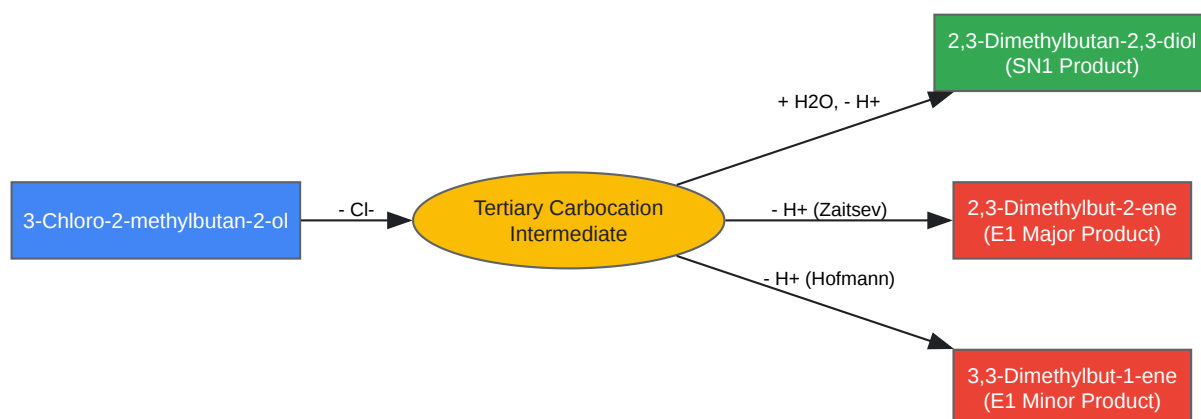 2,3-Dimethylbutan-2,3-diol
(SN1 Product)
+ H2O, - H+
3-Chloro-2-methylbutan-2-ol
- Cl-
Tertiary Carbocation
Intermediate
- H+ (Zaitsev)
2,3-Dimethylbut-2-ene
(E1 Major Product)
- H+ (Hofmann)
3,3-Dimethylbut-1-ene
(E1 Minor Product)